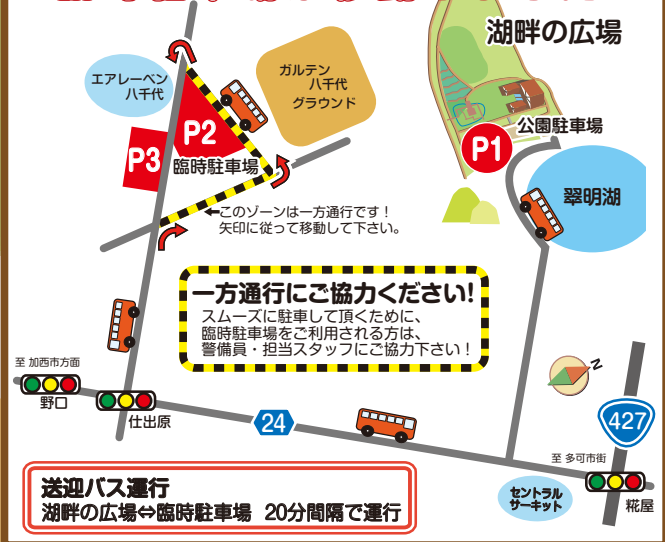 湖畔の広場
エアレーベン
八千代
ガルテン
八千代
グラウンド
P2
P3
臨時駐車場
公園駐車場
P1
翠明湖
←このゾーンは一方通行です！
矢印に従って移動して下さい。
一方通行にご協力ください!
スムーズに駐車して頂くために、
臨時駐車場をご利用される方は、
警備員・担当スタッフにご協力下さい！
至 加西市方面
野口
仕出原
24
N
427
至 多可市街
セントラル
サーキット
糀屋
送迎バス運行
湖畔の広場⇔臨時駐車場 20分間隔で運行